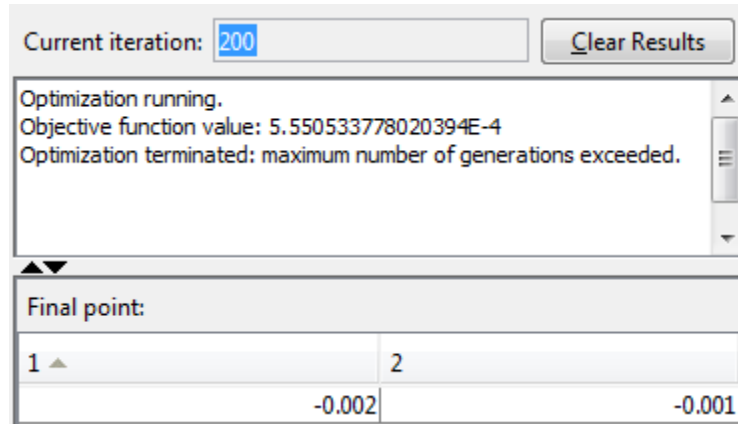 Current iteration: 200 Clear Results
Optimization running.
Objective function value: 5.550533778020394E-4
Optimization terminated: maximum number of generations exceeded.
Final point:
1 2
-0.002 -0.001